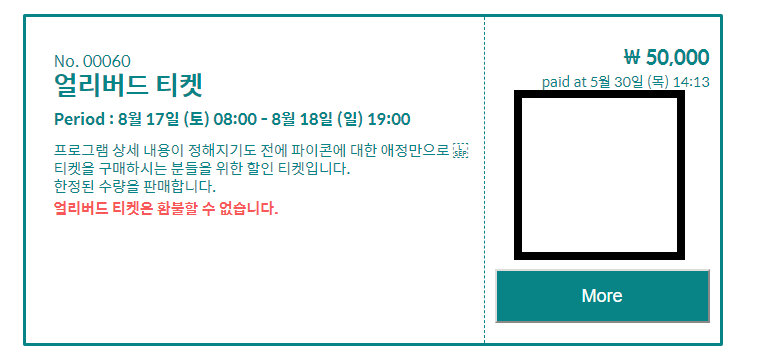 No. 00060
얼리버드 티켓
Period : 8월 17일 (토) 08:00 - 8월 18일 (일) 19:00
프로그램 상세 내용이 정해지기도 전에 파이콘에 대한 애정만으로
티켓을 구매하시는 분들을 위한 할인 티켓입니다.
한정된 수량을 판매합니다.
얼리버드 티켓은 환불할 수 없습니다.
₩ 50,000
paid at 5월 30일 (목) 14:13
More